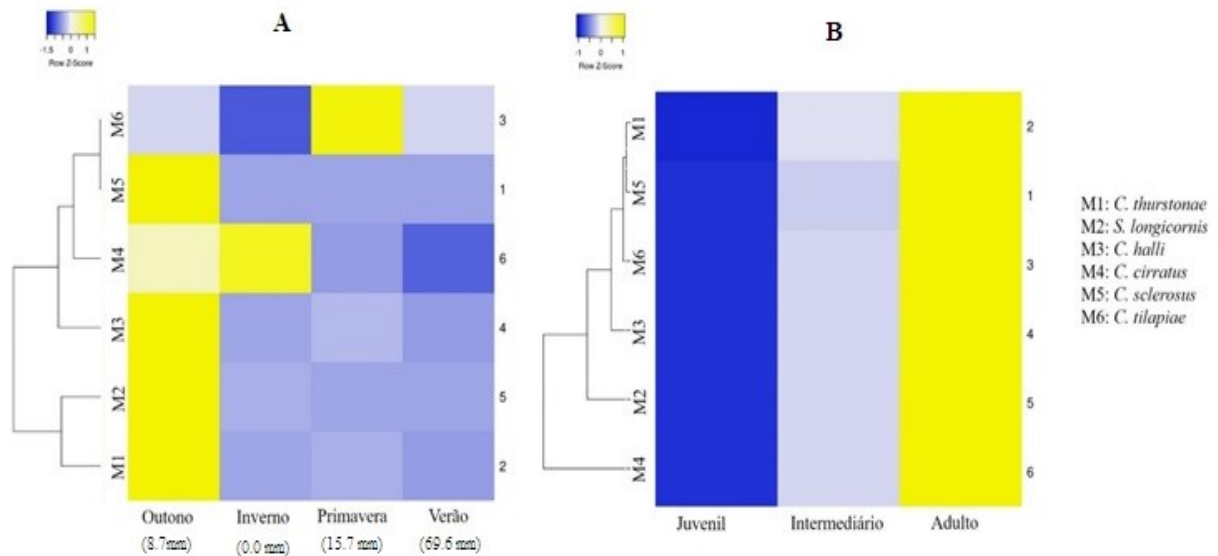 A
-1.5 0 1
Row Z-Score
M6
M5
M4
M3
M2
M1
3
1
6
4
5
2
Outono Inverno Primavera Verão
(8.7mm) (0.0 mm) (15.7 mm) (69.6 mm)
B
-1 0 1
Row Z-Score
M1
M5
M6
M3
M2
M4
2
1
3
4
5
6
Juvenil Intermediário Adulto
M1: C. thurstonae
M2: S. longicornis
M3: C. halli
M4: C. cirratus
M5: C. sclerosus
M6: C. tilapiae